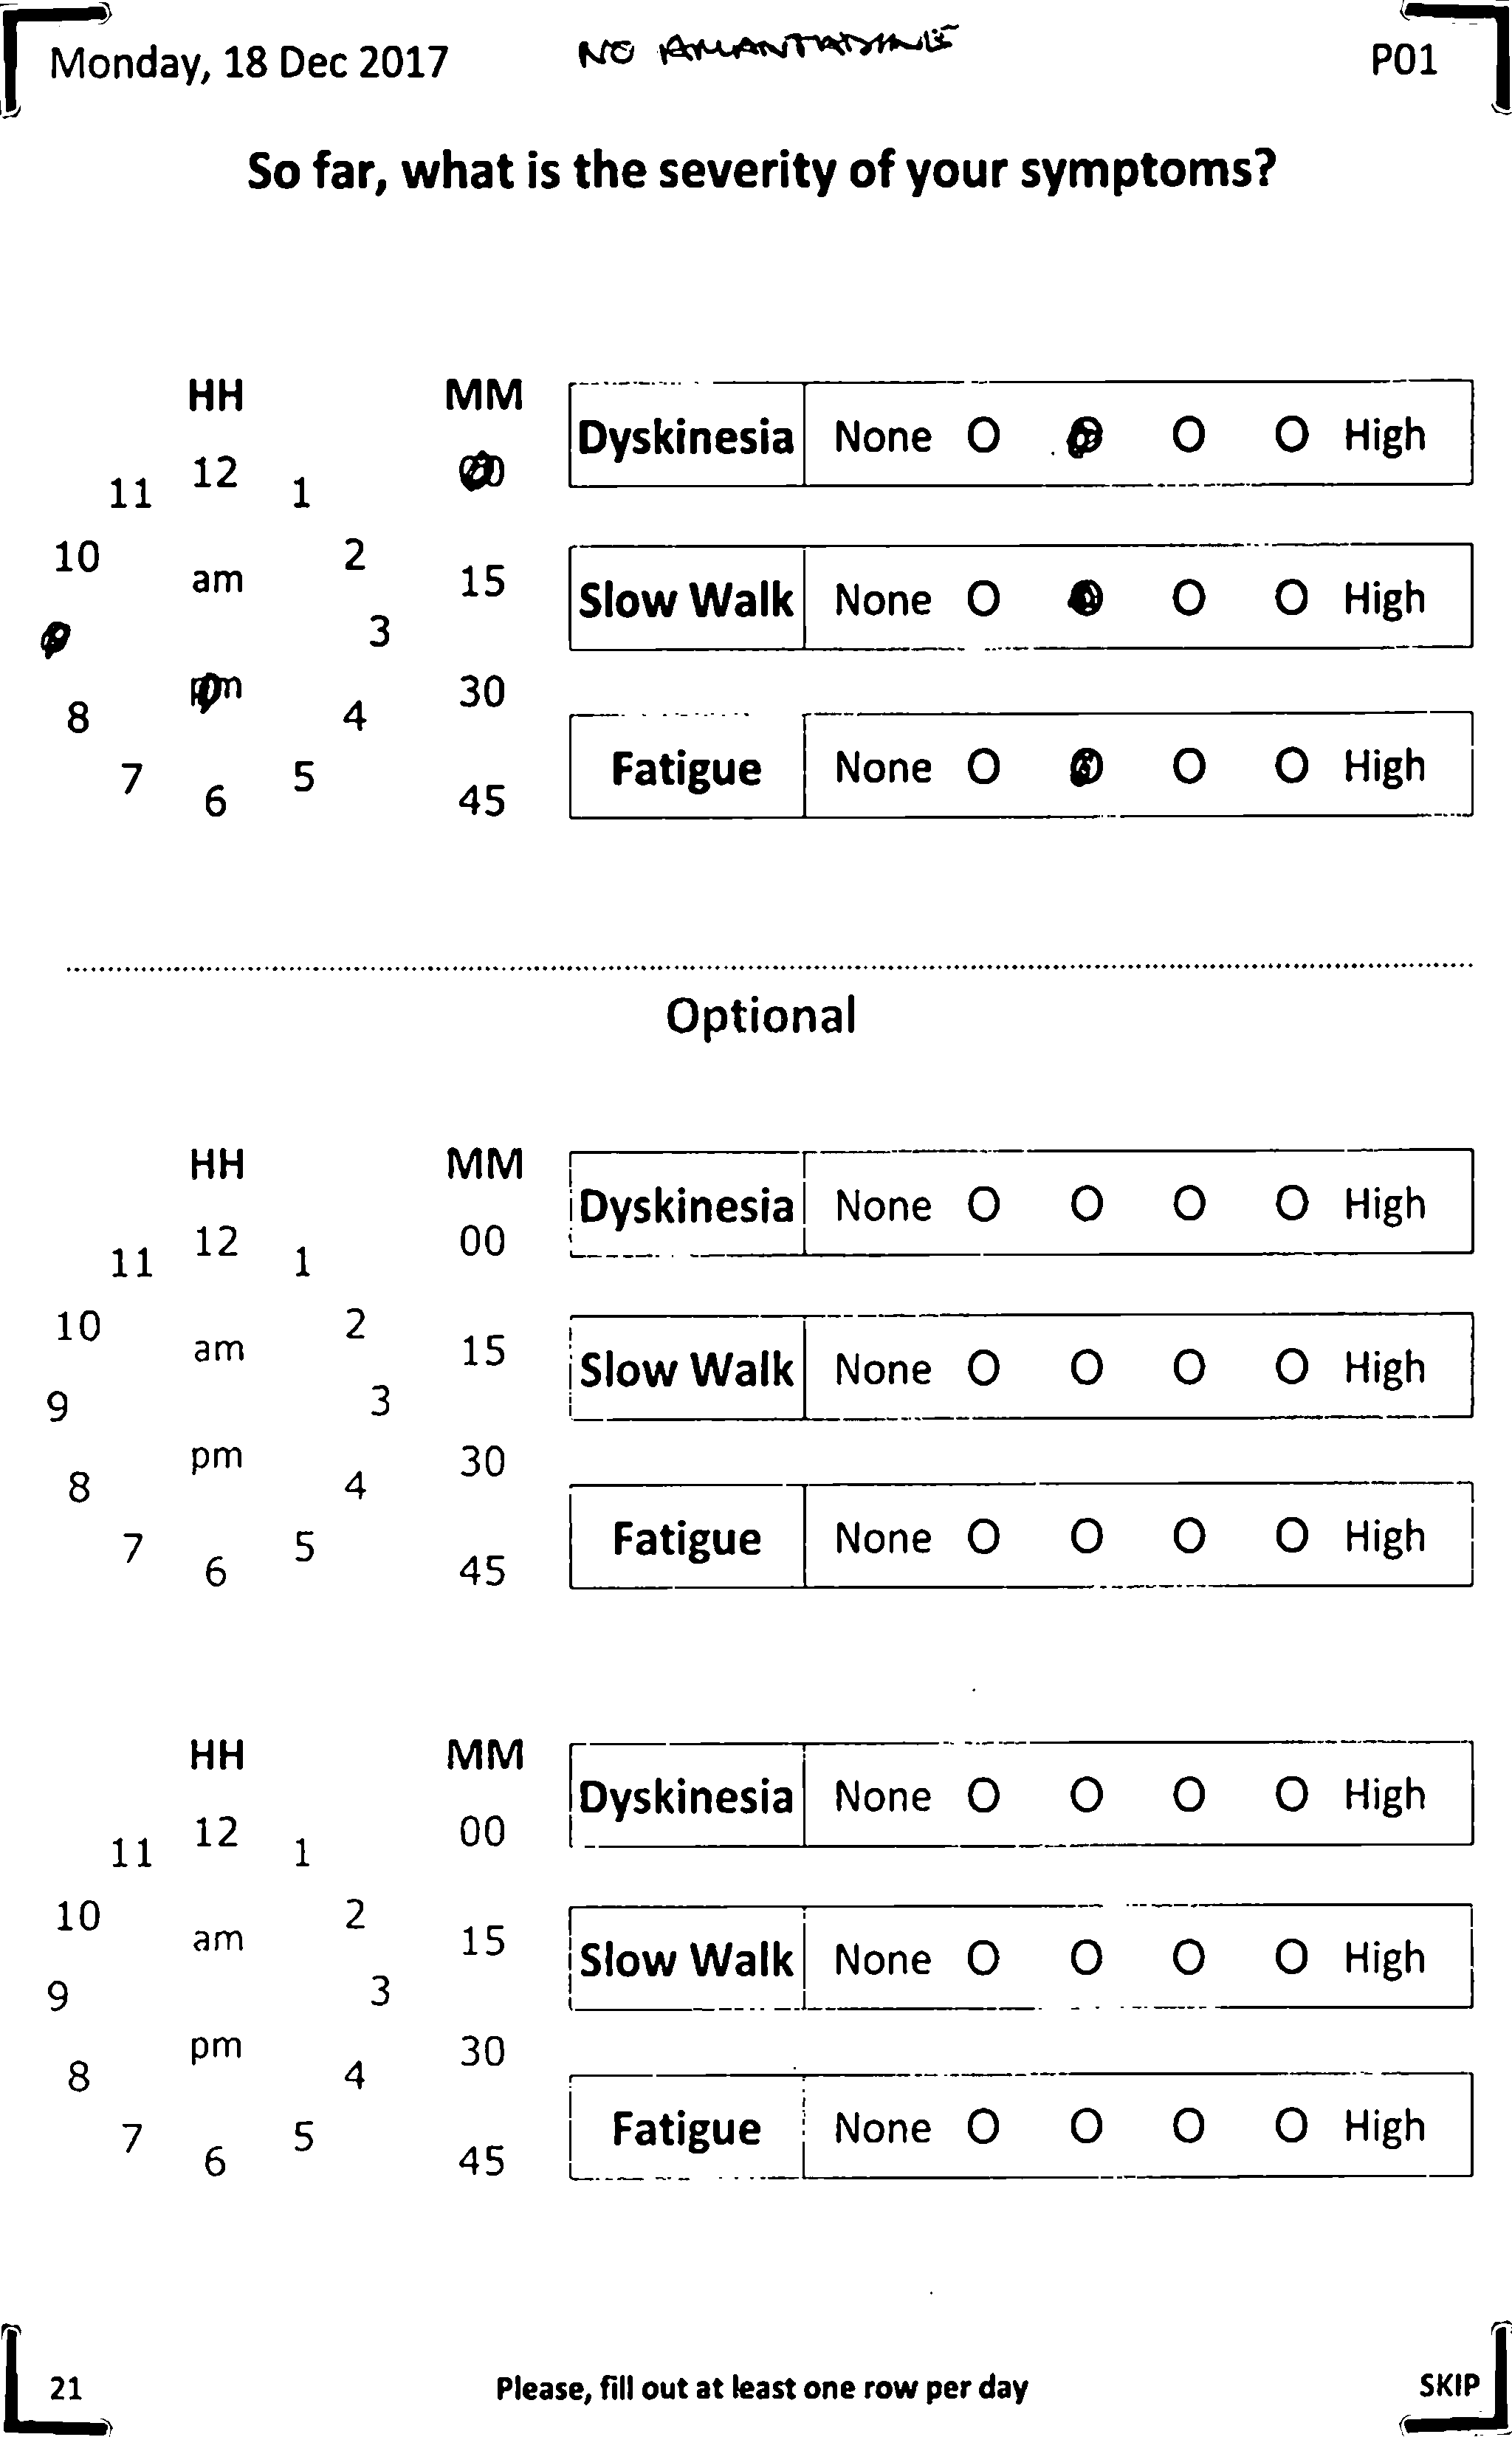 Monday, 18 Dec 2017 NO AMANTADINE P01
So far, what is the severity of your symptoms?
HH MM
12
11 1
10 2
am
9 3
pm
8 4
7 5
6
00
15
30
45
Dyskinesia None O O O O High
Slow Walk None O O O O High
Fatigue None O O O O High
Optional
HH MM
12
11 1
10 2
am
9 3
pm
8 4
7 5
6
00
15
30
45
Dyskinesia None O O O O High
Slow Walk None O O O O High
Fatigue None O O O O High
HH MM
12
11 1
10 2
am
9 3
pm
8 4
7 5
6
00
15
30
45
Dyskinesia None O O O O High
Slow Walk None O O O O High
Fatigue None O O O O High
21 Please, fill out at least one row per day SKIP